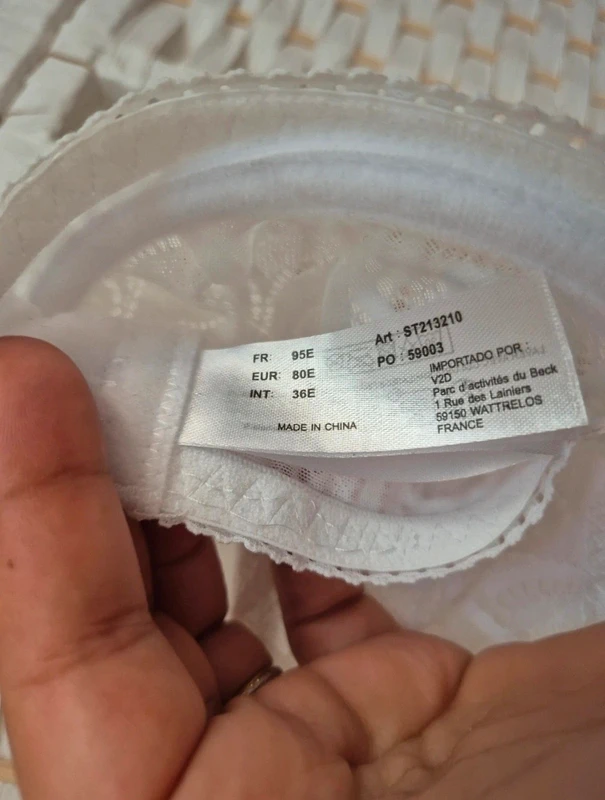 FR: 95E
EUR: 80E
INT: 36E
MADE IN CHINA
Art : ST213210
PO : 59003
IMPORTADO POR :
V2D
Parc d'activités du Beck
1 Rue des Lainiers
59150 WATTRELOS
FRANCE